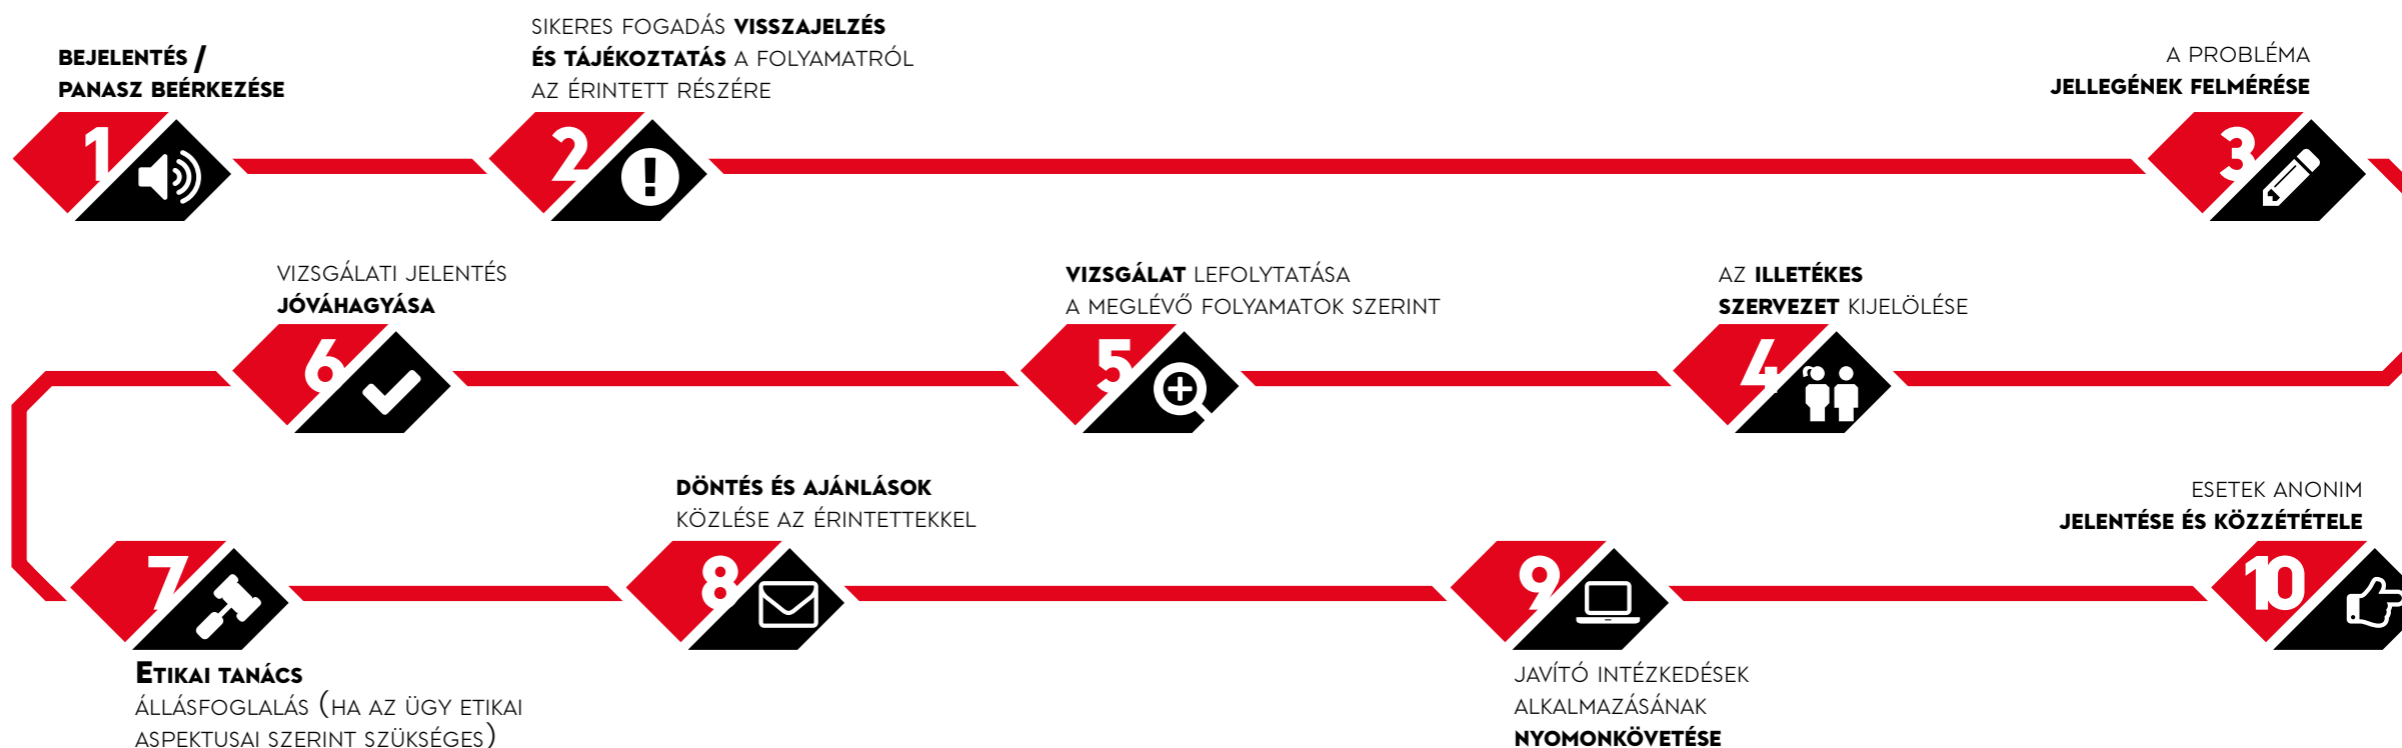 BEJELENTÉS /
PANASZ BEÉRKEZÉSE
1
SIKERES FOGADÁS VISSZAJELZÉS
ÉS TÁJÉKOZTATÁS A FOLYAMATRÓL
AZ ÉRINTETT RÉSZÉRE
2
A PROBLÉMA
JELLEGÉNEK FELMÉRÉSE
3
AZ ILLETÉKES
SZERVEZET KIJELÖLÉSE
4
VIZSGÁLAT LEFOLYTATÁSA
A MEGLÉVŐ FOLYAMATOK SZERINT
5
VIZSGÁLATI JELENTÉS
JÓVÁHAGYÁSA
6
7
ETIKAI TANÁCS
ÁLLÁSFOGLALÁS (HA AZ ÜGY ETIKAI
ASPEKTUSAI SZERINT SZÜKSÉGES)
DÖNTÉS ÉS AJÁNLÁSOK
KÖZLÉSE AZ ÉRINTETTEKKEL
8
9
JAVÍTÓ INTÉZKEDÉSEK
ALKALMAZÁSÁNAK
NYOMONKÖVETÉSE
ESETEK ANONIM
JELENTÉSE ÉS KÖZZÉTÉTELE
10